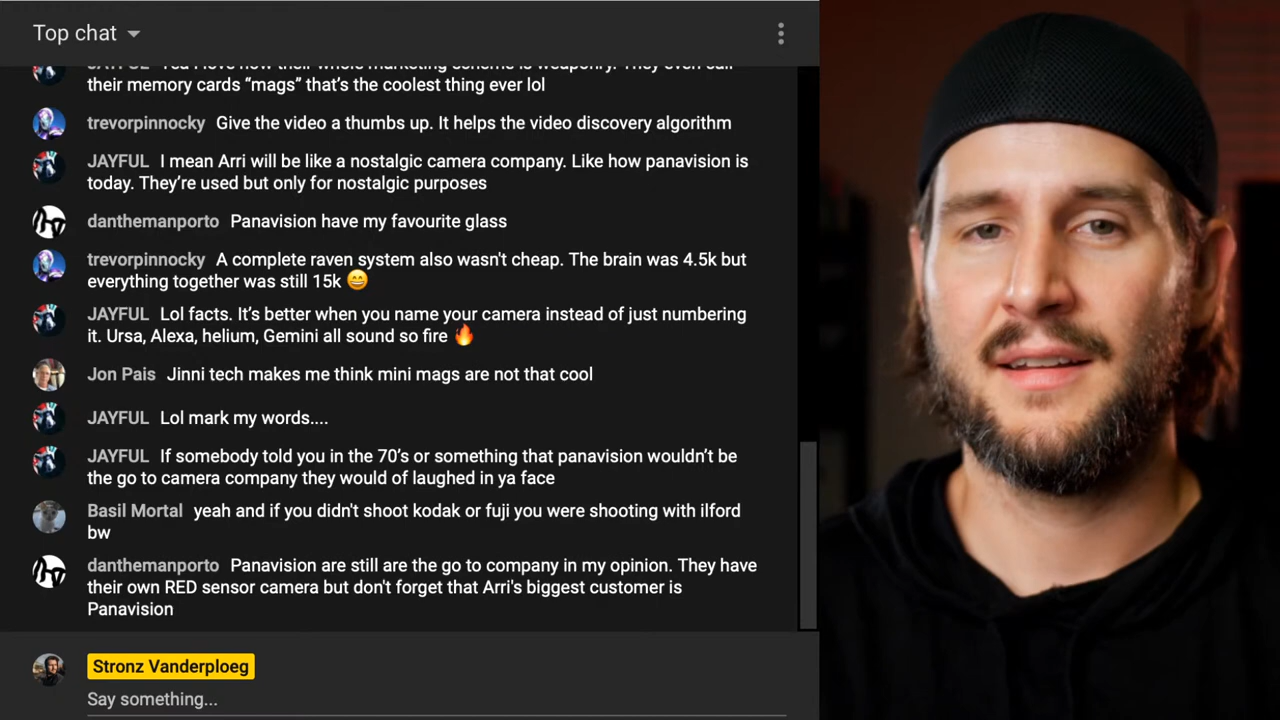 Top chat
their memory cards “mags” that’s the coolest thing ever lol
trevorpinnocky Give the video a thumbs up. It helps the video discovery algorithm
JAYFUL I mean Arri will be like a nostalgic camera company. Like how panavision is
today. They’re used but only for nostalgic purposes
danthemanporto Panavision have my favourite glass
trevorpinnocky A complete raven system also wasn't cheap. The brain was 4.5k but
everything together was still 15k 😄
JAYFUL Lol facts. It’s better when you name your camera instead of just numbering
it. Ursa, Alexa, helium, Gemini all sound so fire 🔥
Jon Pais Jinni tech makes me think mini mags are not that cool
JAYFUL Lol mark my words....
JAYFUL If somebody told you in the 70’s or something that panavision wouldn’t be
the go to camera company they would of laughed in ya face
Basil Mortal yeah and if you didn't shoot kodak or fuji you were shooting with ilford
bw
danthemanporto Panavision are still are the go to company in my opinion. They have
their own RED sensor camera but don't forget that Arri's biggest customer is
Panavision
Stronz Vanderploeg
Say something...